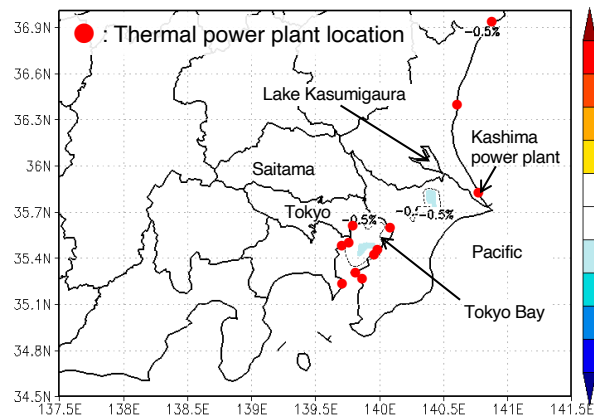 36.9N
: Thermal power plant location
−0.5%
36.6N
Lake Kasumigaura
36.3N
Kashima
power plant
36N
Saitama
35.7N
Tokyo
−0.5%
−0.5%
Pacific
35.4N
35.1N
Tokyo Bay
34.8N
34.5N
137.5E 138E 138.5E 139E 139.5E 140E 140.5E 141E 141.5E